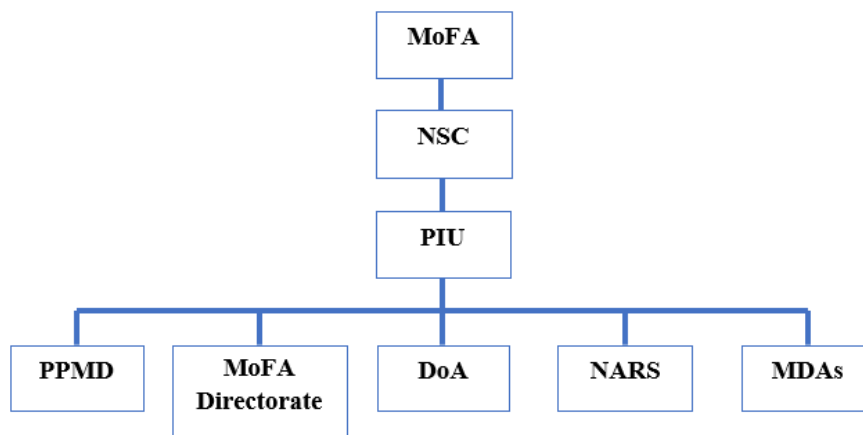 MoFA
NSC
PIU
PPMD
MoFA
Directorate
DoA
NARS
MDAs